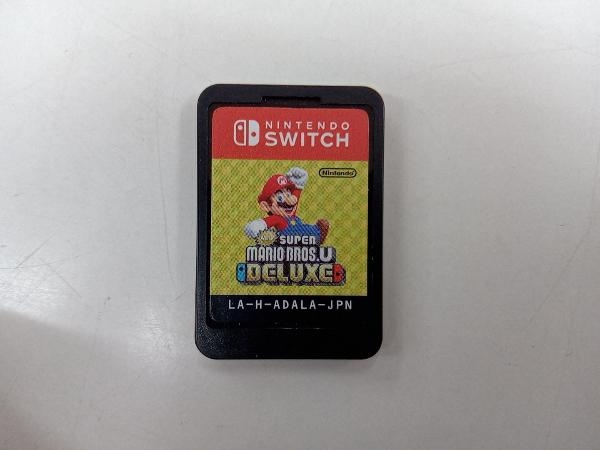 NINTENDO
SWITCH
Nintendo
NEW
SUPER
MARIO BROS. U
DELUXE
LA-H-ADALA-JPN